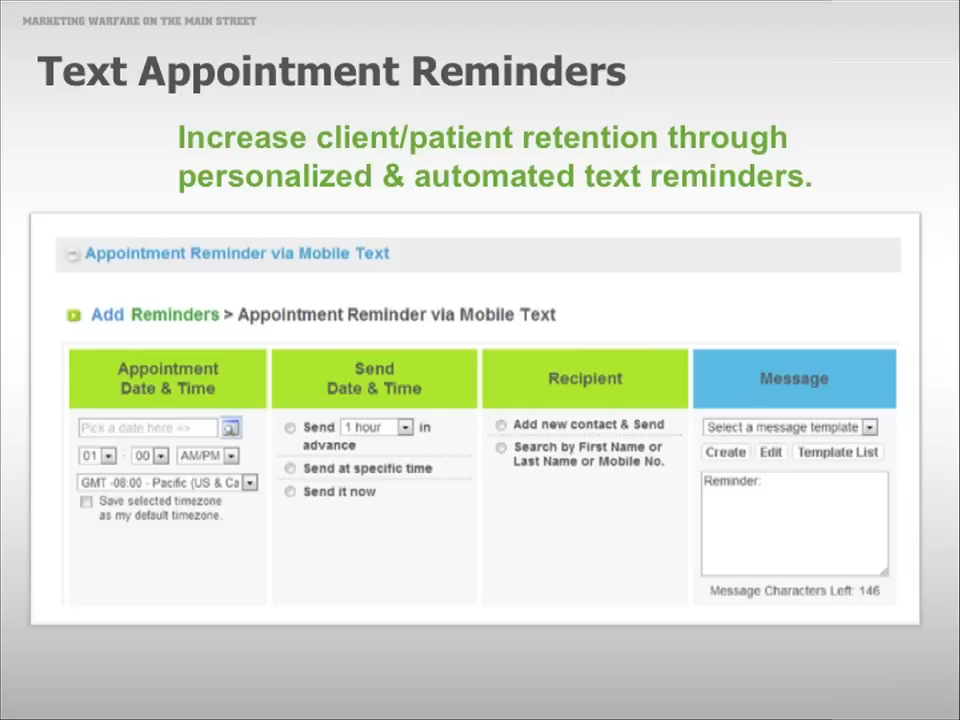 MARKETING WARFARE ON THE MAIN STREET
Text Appointment Reminders
Increase client/patient retention through
personalized & automated text reminders.
Appointment Reminder via Mobile Text
Add Reminders > Appointment Reminder via Mobile Text
Appointment
Date & Time
Pick a date here =>
01 : 00 AM/PM
GMT -08:00 - Pacific (US & Ca
Save selected timezone
as my default timezone.
Send
Date & Time
Send 1 hour in
advance
Send at specific time
Send it now
Recipient
Add new contact & Send
Search by First Name or
Last Name or Mobile No.
Message
Select a message template
Create Edit Template List
Reminder:
Message Characters Left: 146